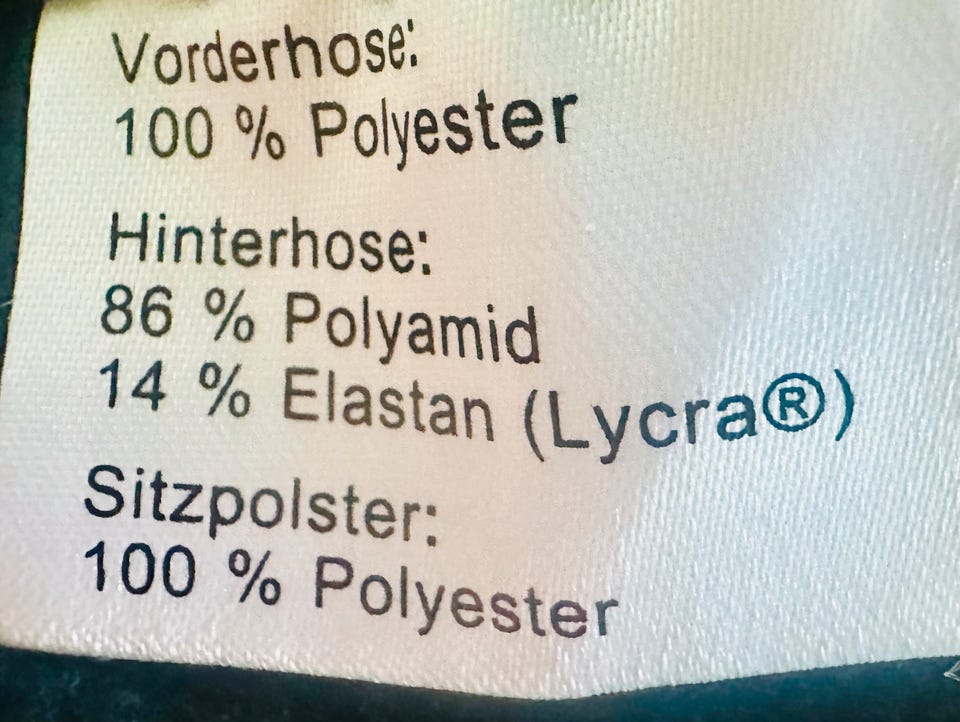 Vorderhose:
100 % Polyester
Hinterhose:
86 % Polyamid
14 % Elastan (Lycra®)
Sitzpolster:
100 % Polyester